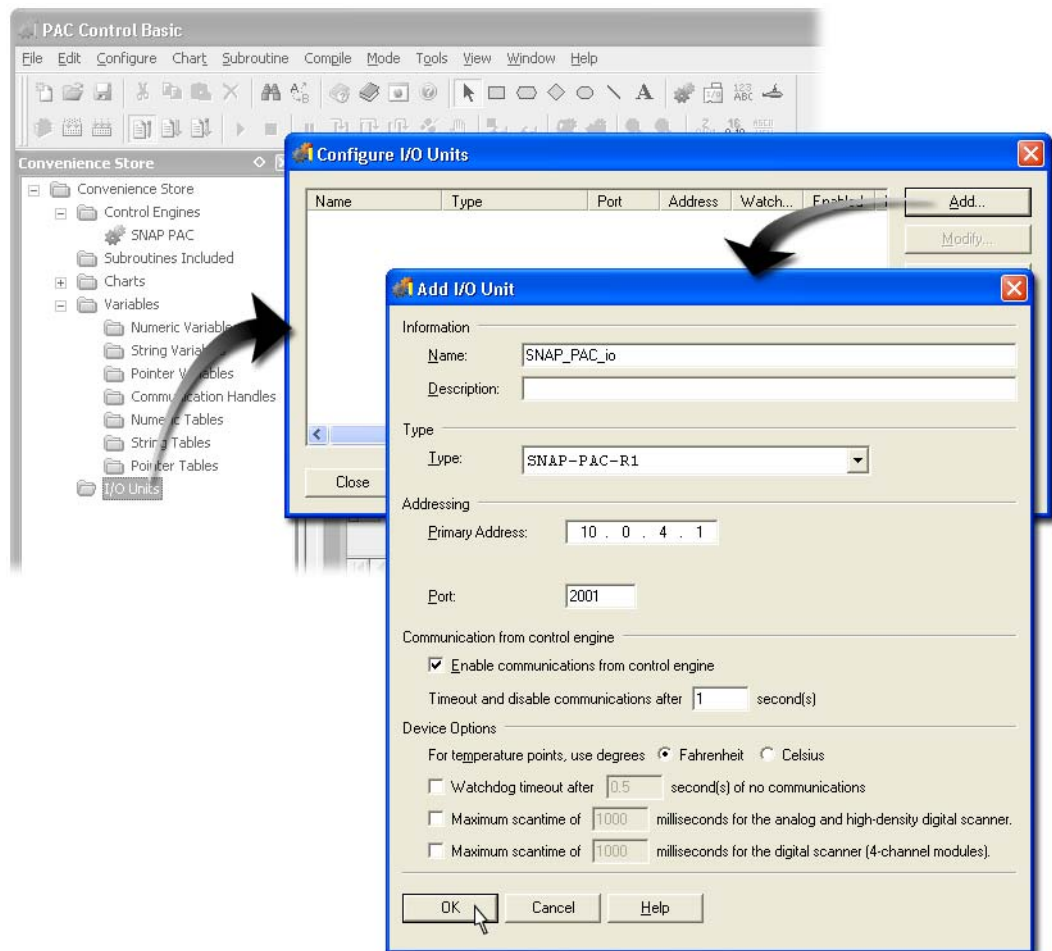 PAC Control Basic
File Edit Configure Chart Subroutine Compile Mode Tools View Window Help
Convenience Store
Convenience Store
Control Engines
SNAP PAC
Subroutines Included
Charts
Variables
Numeric Variable
String Varia
Pointer V ables
Commu cation Handles
Nume c Tables
Strin Tables
Poi ter Tables
I/O Units
Configure I/O Units
Name Type Port Address Watch... Enabled
Add...
Modify...
Close
Add I/O Unit
Information
Name: SNAP_PAC_io
Description:
Type
Type: SNAP-PAC-R1
Addressing
Primary Address: 10 . 0 . 4 . 1
Port: 2001
Communication from control engine
Enable communications from control engine
Timeout and disable communications after 1 second(s)
Device Options
For temperature points, use degrees Fahrenheit Celsius
Watchdog timeout after 0.5 second(s) of no communications
Maximum scantime of 1000 milliseconds for the analog and high-density digital scanner.
Maximum scantime of 1000 milliseconds for the digital scanner (4-channel modules).
OK Cancel Help